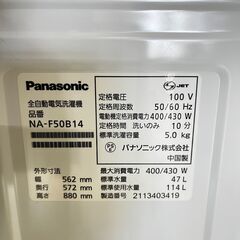 Panasonic
全自動電気洗濯機
品番
NA-F50B14
JET
定格電圧 100 V
定格周波数 50/60 Hz
電動機定格消費電力 400/430 W
定格時間 洗いのみ 10 分
標準洗濯容量 5.0 kg
パナソニック株式会社
中国製
外形寸法
幅 562 mm
奥行 572 mm
高さ 880 mm
最大消費電力 400/430 W
標準水量 47 L
標準使用水量 114 L
2113403419